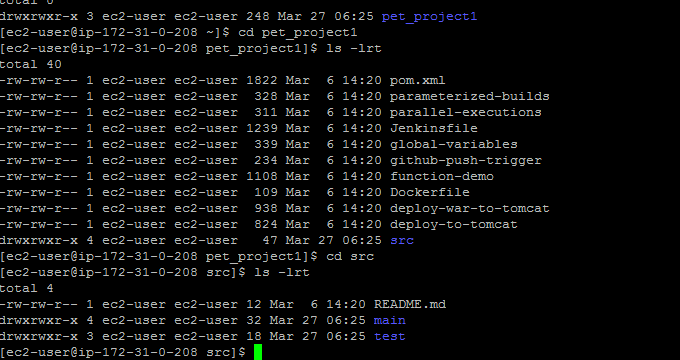 total 0
drwxrwxr-x 3 ec2-user ec2-user 248 Mar 27 06:25 pet_project1
[ec2-user@ip-172-31-0-208 ~]$ cd pet_project1
[ec2-user@ip-172-31-0-208 pet_project1]$ ls -lrt
total 40
-rw-rw-r-- 1 ec2-user ec2-user 1822 Mar  6 14:20 pom.xml
-rw-rw-r-- 1 ec2-user ec2-user  328 Mar  6 14:20 parameterized-builds
-rw-rw-r-- 1 ec2-user ec2-user  311 Mar  6 14:20 parallel-executions
-rw-rw-r-- 1 ec2-user ec2-user 1239 Mar  6 14:20 Jenkinsfile
-rw-rw-r-- 1 ec2-user ec2-user  339 Mar  6 14:20 global-variables
-rw-rw-r-- 1 ec2-user ec2-user  234 Mar  6 14:20 github-push-trigger
-rw-rw-r-- 1 ec2-user ec2-user 1108 Mar  6 14:20 function-demo
-rw-rw-r-- 1 ec2-user ec2-user  109 Mar  6 14:20 Dockerfile
-rw-rw-r-- 1 ec2-user ec2-user  938 Mar  6 14:20 deploy-war-to-tomcat
-rw-rw-r-- 1 ec2-user ec2-user  824 Mar  6 14:20 deploy-to-tomcat
drwxrwxr-x 4 ec2-user ec2-user   47 Mar 27 06:25 src
[ec2-user@ip-172-31-0-208 pet_project1]$ cd src
[ec2-user@ip-172-31-0-208 src]$ ls -lrt
total 4
-rw-rw-r-- 1 ec2-user ec2-user 12 Mar  6 14:20 README.md
drwxrwxr-x 4 ec2-user ec2-user 32 Mar 27 06:25 main
drwxrwxr-x 3 ec2-user ec2-user 18 Mar 27 06:25 test
[ec2-user@ip-172-31-0-208 src]$